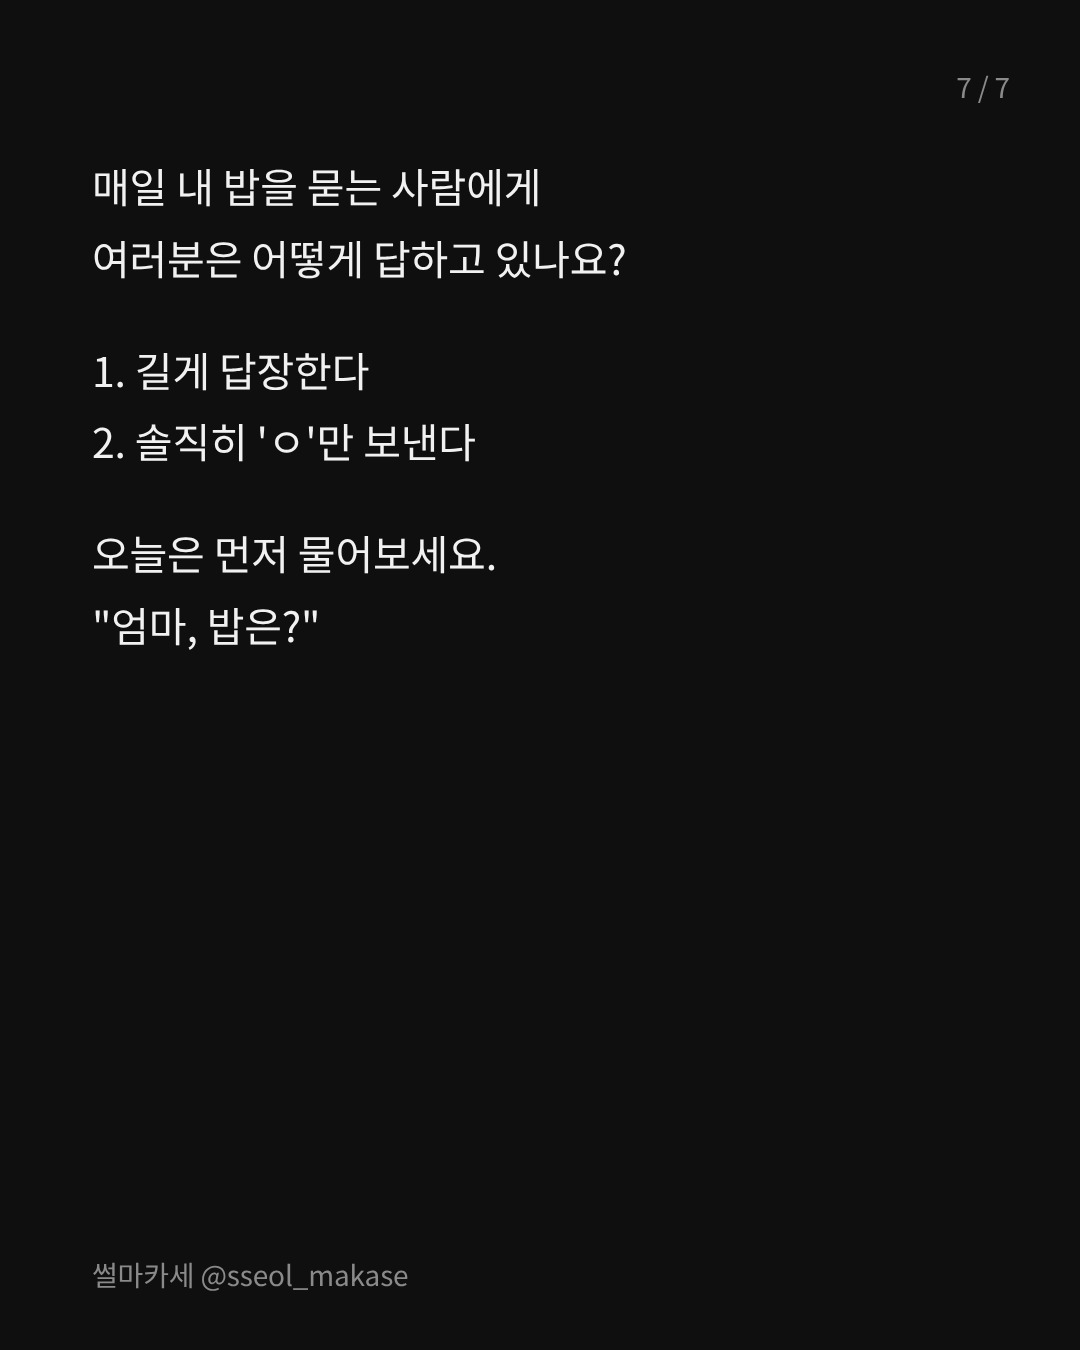 7 / 7
매일 내 밥을 묻는 사람에게
여러분은 어떻게 답하고 있나요?
1. 길게 답장한다
2. 솔직히 'ㅇ'만 보낸다
오늘은 먼저 물어보세요.
"엄마, 밥은?"
썰마카세 @sseol_makase